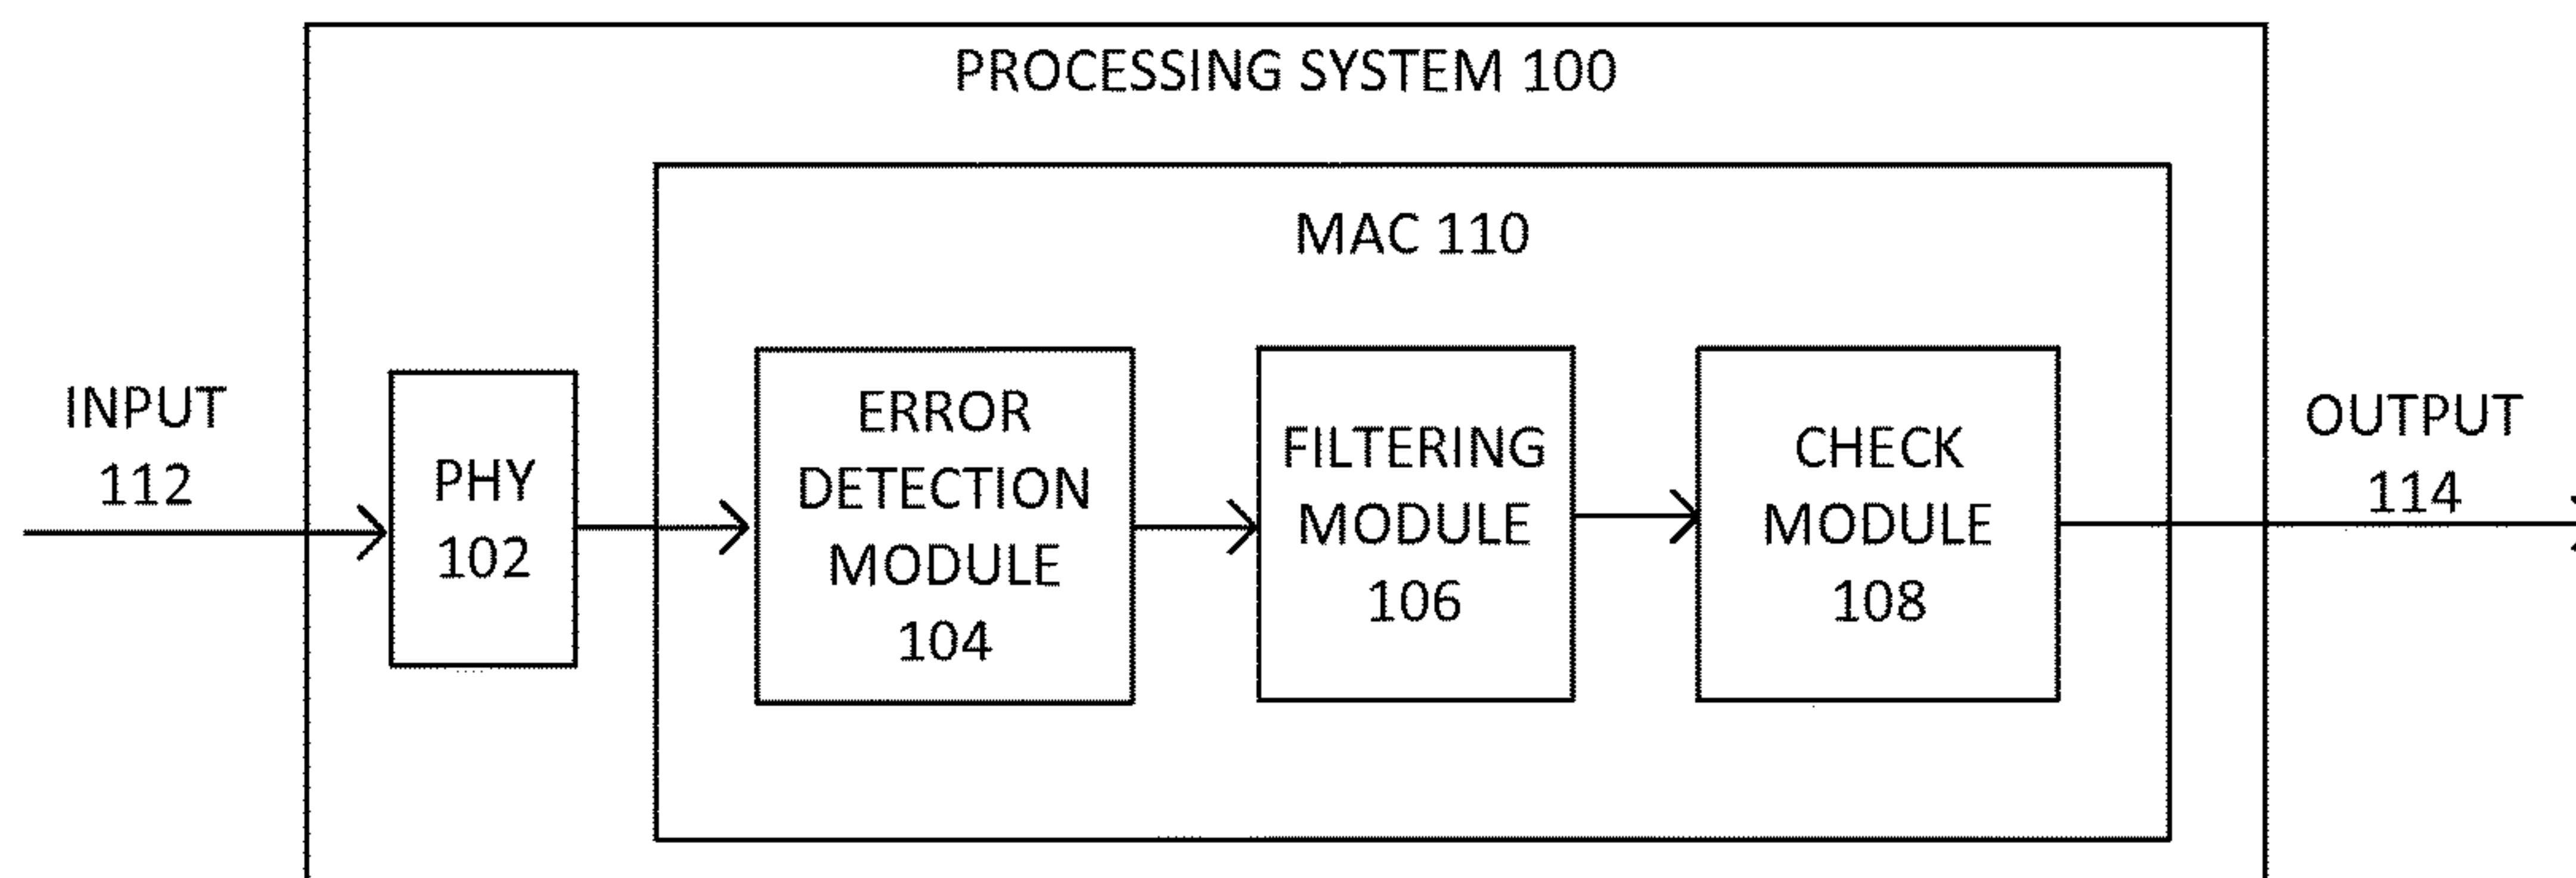 PROCESSING SYSTEM 100
MAC 110
INPUT
112
PHY
102
ERROR
DETECTION
MODULE
104
FILTERING
MODULE
106
CHECK
MODULE
108
OUTPUT
114